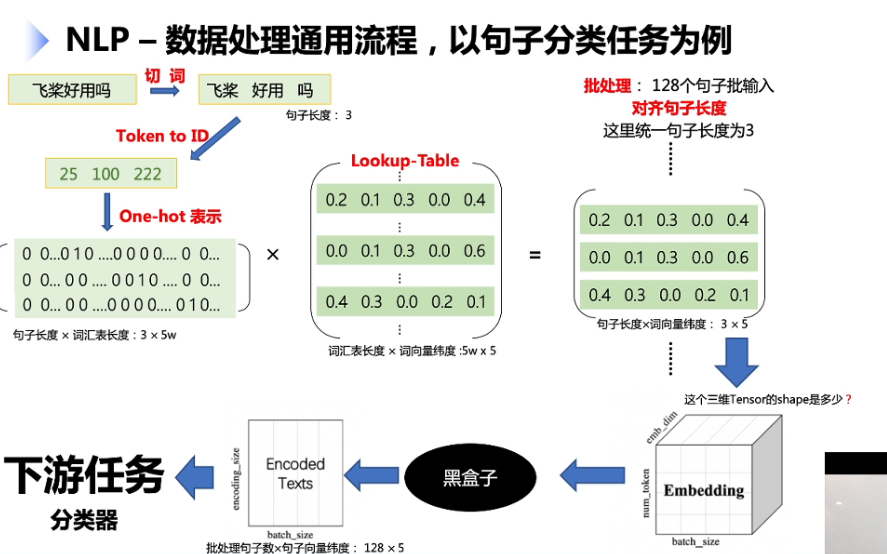 NLP – 数据处理通用流程，以句子分类任务为例
飞桨好用吗
切 词
飞桨 好用 吗
句子长度： 3
批处理： 128个句子批输入
对齐句子长度
这里统一句子长度为3
Token to ID
25 100 222
One-hot 表示
0 0...0 1 0 ....0 0 0 0.... 0 0...
0 0... 0 0 .... 0 0 1 0 .... 0 0...
0 0... 0 0 ....0 0 0 0.... 0 1 0...
句子长度 × 词汇表长度：3 × 5w
×
Lookup-Table
0.2 0.1 0.3 0.0 0.4
0.0 0.1 0.3 0.0 0.6
0.4 0.3 0.0 0.2 0.1
词汇表长度 × 词向量纬度 :5w x 5
=
0.2 0.1 0.3 0.0 0.4
0.0 0.1 0.3 0.0 0.6
0.4 0.3 0.0 0.2 0.1
句子长度×词向量纬度： 3 × 5
这个三维Tensor的shape是多少？
emb_dim
num_token
Embedding
batch_size
黑盒子
encoding_size
Encoded
Texts
batch_size
批处理句子数×句子向量纬度： 128 × 5
下游任务
分类器